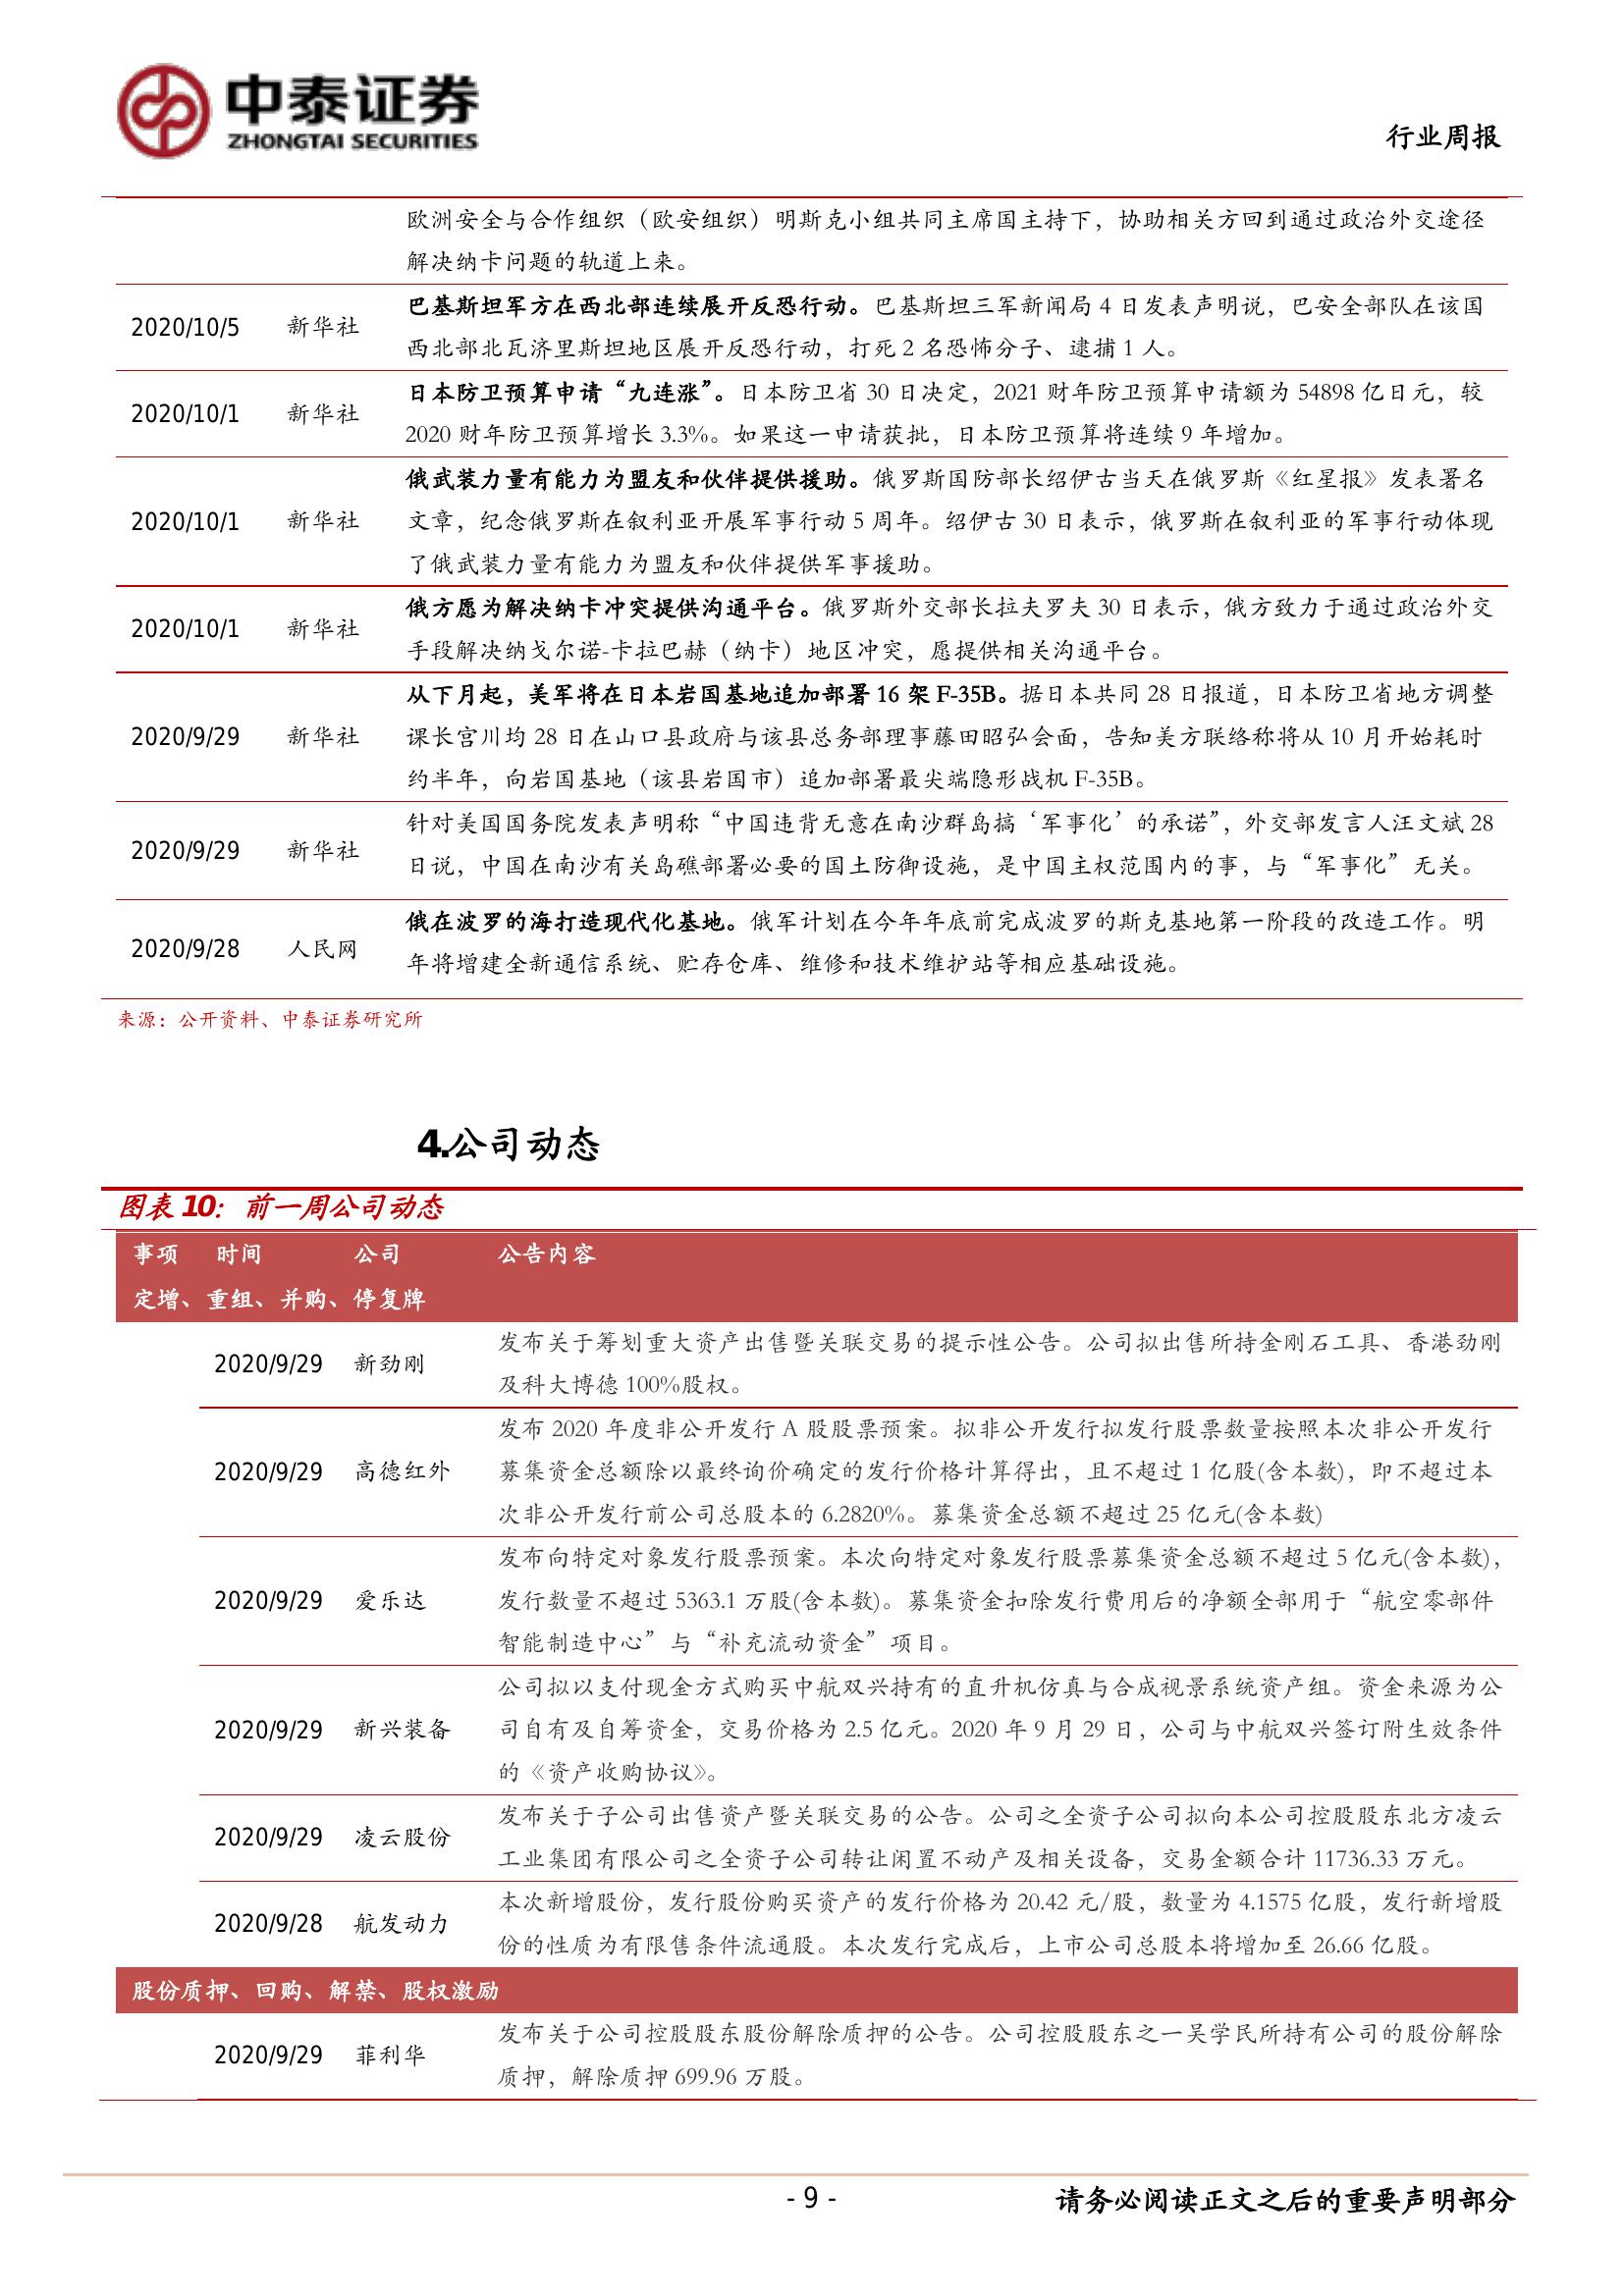 中泰证券
ZHONGTAI SECURITIES
行业周报
欧洲安全与合作组织（欧安组织）明斯克小组共同主席国主持下，协助相关方回到通过政治外交途径
解决纳卡问题的轨道上来。
2020/10/5 新华社 巴基斯坦军方在西北部连续展开反恐行动。巴基斯坦三军新闻局 4 日发表声明说，巴安全部队在该国
西北部北瓦济里斯坦地区展开反恐行动，打死 2 名恐怖分子、逮捕 1 人。
2020/10/1 新华社 日本防卫预算申请“九连涨”。日本防卫省 30 日决定，2021 财年防卫预算申请额为 54898 亿日元，较
2020 财年防卫预算增长 3.3%。如果这一申请获批，日本防卫预算将连续 9 年增加。
俄武装力量有能力为盟友和伙伴提供援助。俄罗斯国防部长绍伊古当天在俄罗斯《红星报》发表署名
2020/10/1 新华社 文章，纪念俄罗斯在叙利亚开展军事行动 5 周年。绍伊古 30 日表示，俄罗斯在叙利亚的军事行动体现
了俄武装力量有能力为盟友和伙伴提供军事援助。
2020/10/1 新华社 俄方愿为解决纳卡冲突提供沟通平台。俄罗斯外交部长拉夫罗夫 30 日表示，俄方致力于通过政治外交
手段解决纳戈尔诺-卡拉巴赫（纳卡）地区冲突，愿提供相关沟通平台。
从下月起，美军将在日本岩国基地追加部署 16 架 F-35B。据日本共同 28 日报道，日本防卫省地方调整
2020/9/29 新华社 课长宫川均 28 日在山口县政府与该县总务部理事藤田昭弘会面，告知美方联络称将从 10 月开始耗时
约半年，向岩国基地（该县岩国市）追加部署最尖端隐形战机 F-35B。
2020/9/29 新华社 针对美国国务院发表声明称“中国违背无意在南沙群岛搞‘军事化’的承诺”，外交部发言人汪文斌 28
日说，中国在南沙有关岛礁部署必要的国土防御设施，是中国主权范围内的事，与“军事化”无关。
2020/9/28 人民网 俄在波罗的海打造现代化基地。俄军计划在今年年底前完成波罗的斯克基地第一阶段的改造工作。明
年将增建全新通信系统、贮存仓库、维修和技术维护站等相应基础设施。
来源：公开资料、中泰证券研究所
4.公司动态
图表 10：前一周公司动态
事项 时间 公司 公告内容
定增、重组、并购、停复牌
2020/9/29 新劲刚 发布关于筹划重大资产出售暨关联交易的提示性公告。公司拟出售所持金刚石工具、香港劲刚
及科大博德 100%股权。
发布 2020 年度非公开发行 A 股股票预案。拟非公开发行拟发行股票数量按照本次非公开发行
2020/9/29 高德红外 募集资金总额除以最终询价确定的发行价格计算得出，且不超过 1 亿股(含本数)，即不超过本
次非公开发行前公司总股本的 6.2820%。募集资金总额不超过 25 亿元(含本数)
发布向特定对象发行股票预案。本次向特定对象发行股票募集资金总额不超过 5 亿元(含本数)，
2020/9/29 爱乐达 发行数量不超过 5363.1 万股(含本数)。募集资金扣除发行费用后的净额全部用于“航空零部件
智能制造中心”与“补充流动资金”项目。
公司拟以支付现金方式购买中航双兴持有的直升机仿真与合成视景系统资产组。资金来源为公
2020/9/29 新兴装备 司自有及自筹资金，交易价格为 2.5 亿元。2020 年 9 月 29 日，公司与中航双兴签订附生效条件
的《资产收购协议》。
2020/9/29 凌云股份 发布关于子公司出售资产暨关联交易的公告。公司之全资子公司拟向本公司控股股东北方凌云
工业集团有限公司之全资子公司转让闲置不动产及相关设备，交易金额合计 11736.33 万元。
2020/9/28 航发动力 本次新增股份，发行股份购买资产的发行价格为 20.42 元/股，数量为 4.1575 亿股，发行新增股
份的性质为有限售条件流通股。本次发行完成后，上市公司总股本将增加至 26.66 亿股。
股份质押、回购、解禁、股权激励
2020/9/29 菲利华 发布关于公司控股股东股份解除质押的公告。公司控股股东之一吴学民所持有公司的股份解除
质押，解除质押 699.96 万股。
- 9 -
请务必阅读正文之后的重要声明部分